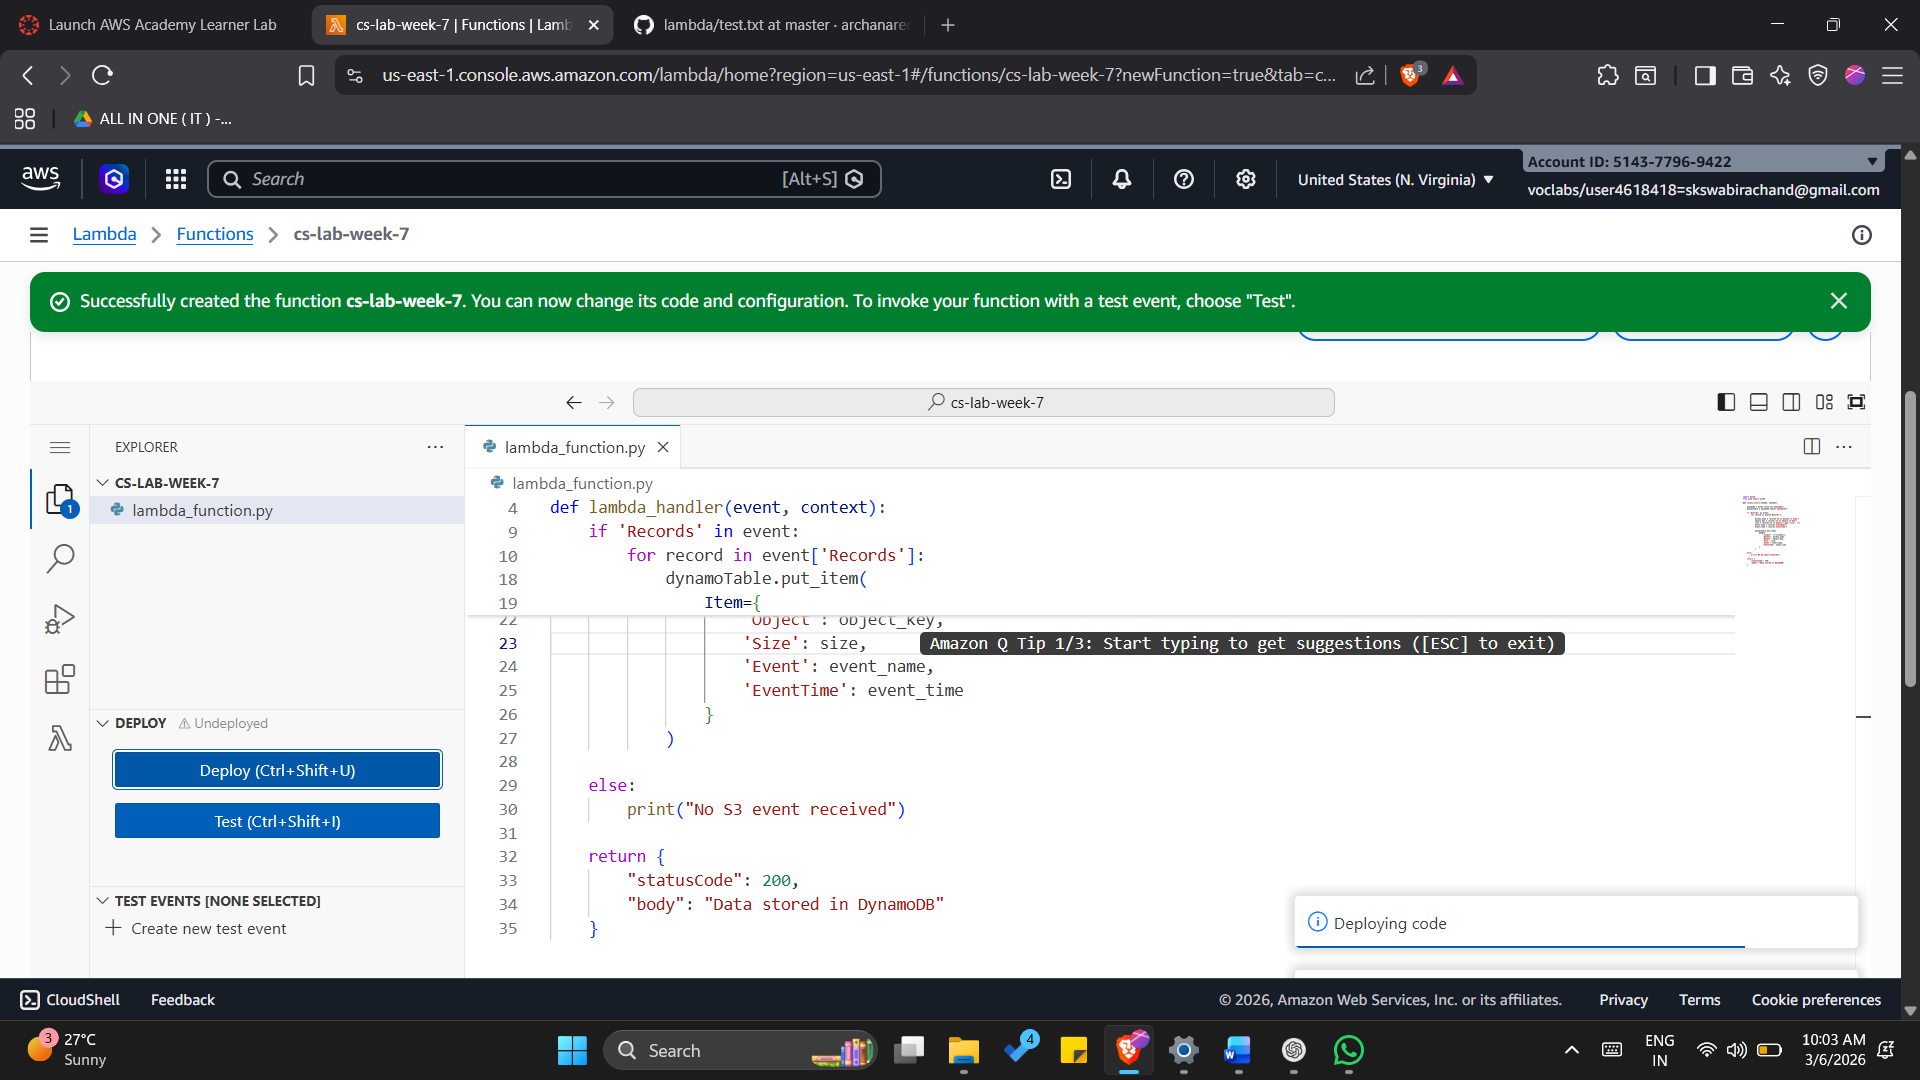 Launch AWS Academy Learner Lab
cs-lab-week-7 | Functions | Lamb
lambda/test.txt at master · archanare
us-east-1.console.aws.amazon.com/lambda/home?region=us-east-1#/functions/cs-lab-week-7?newFunction=true&tab=c...
3
ALL IN ONE ( IT ) -...
aws
Search
[Alt+S]
United States (N. Virginia)
Account ID: 5143-7796-9422
voclabs/user4618418=skswabirachand@gmail.com
Lambda
Functions
cs-lab-week-7
Successfully created the function cs-lab-week-7. You can now change its code and configuration. To invoke your function with a test event, choose "Test".
cs-lab-week-7
EXPLORER
lambda_function.py
CS-LAB-WEEK-7
lambda_function.py
1
lambda_function.py
4 def lambda_handler(event, context):
9 if 'Records' in event:
10 for record in event['Records']:
18 dynamoTable.put_item(
19 Item={
22 'Object': object_key,
23 'Size': size,
Amazon Q Tip 1/3: Start typing to get suggestions ([ESC] to exit)
24 'Event': event_name,
25 'EventTime': event_time
26 }
27 )
28
29 else:
30 print("No S3 event received")
31
32 return {
33 "statusCode": 200,
34 "body": "Data stored in DynamoDB"
35 }
DEPLOY
Undeployed
Deploy (Ctrl+Shift+U)
Test (Ctrl+Shift+I)
TEST EVENTS [NONE SELECTED]
Create new test event
Deploying code
CloudShell
Feedback
© 2026, Amazon Web Services, Inc. or its affiliates.
Privacy
Terms
Cookie preferences
3
27°C
Sunny
Search
4
ENG
IN
10:03 AM
3/6/2026